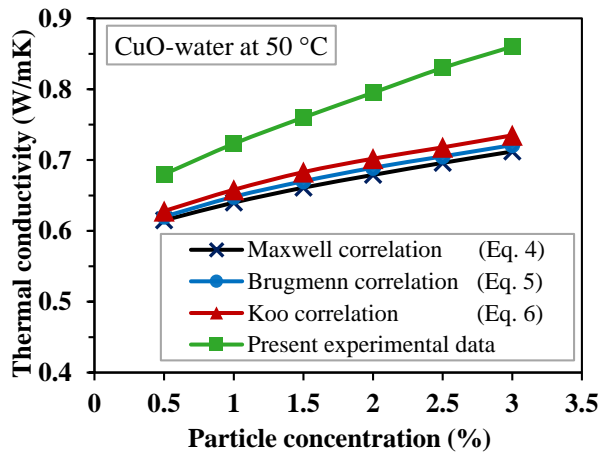 CuO-water at 50 °C
Thermal conductivity (W/mK)
0.9
0.8
0.7
0.6
0.5
0.4
Maxwell correlation (Eq. 4)
Brugmenn correlation (Eq. 5)
Koo correlation (Eq. 6)
Present experimental data
0 0.5 1 1.5 2 2.5 3 3.5
Particle concentration (%)